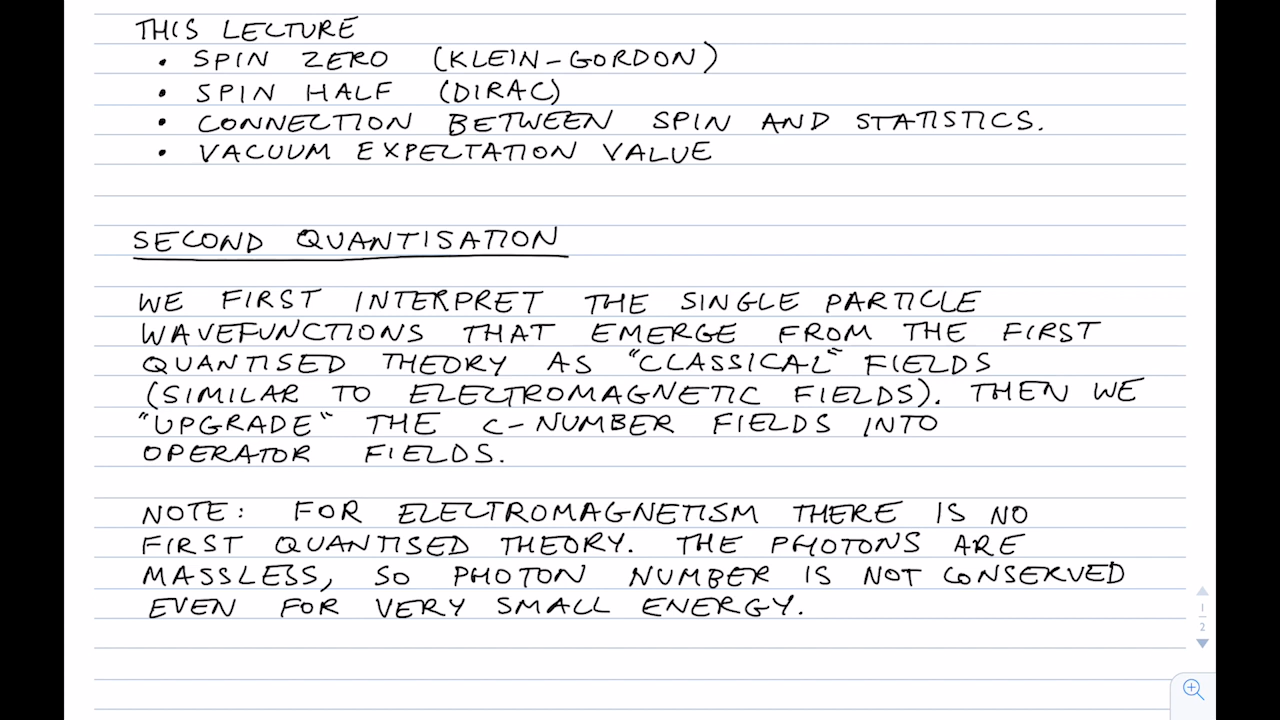 THIS LECTURE
• SPIN ZERO (KLEIN-GORDON)
• SPIN HALF (DIRAC)
• CONNECTION BETWEEN SPIN AND STATISTICS.
• VACUUM EXPECTATION VALUE
SECOND QUANTISATION
WE FIRST INTERPRET THE SINGLE PARTICLE
WAVEFUNCTIONS THAT EMERGE FROM THE FIRST
QUANTISED THEORY AS "CLASSICAL" FIELDS
(SIMILAR TO ELECTROMAGNETIC FIELDS). THEN WE
"UPGRADE" THE C-NUMBER FIELDS INTO
OPERATOR FIELDS.
NOTE: FOR ELECTROMAGNETISM THERE IS NO
FIRST QUANTISED THEORY. THE PHOTONS ARE
MASSLESS, SO PHOTON NUMBER IS NOT CONSERVED
EVEN FOR VERY SMALL ENERGY.
1
2